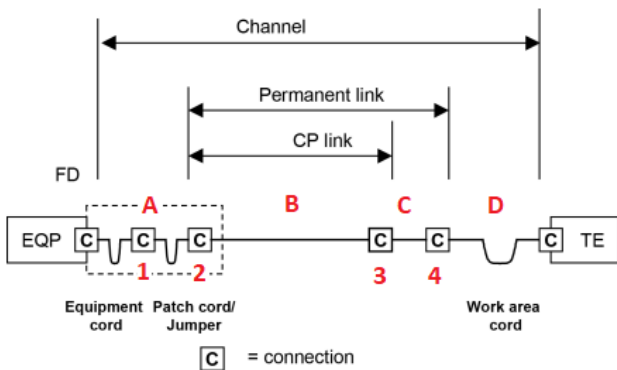 Channel
Permanent link
CP link
FD
A
B
C
D
EQP
C
C
C
C
C
C
TE
1
2
3
4
Equipment
cord
Patch cord/
Jumper
Work area
cord
C = connection